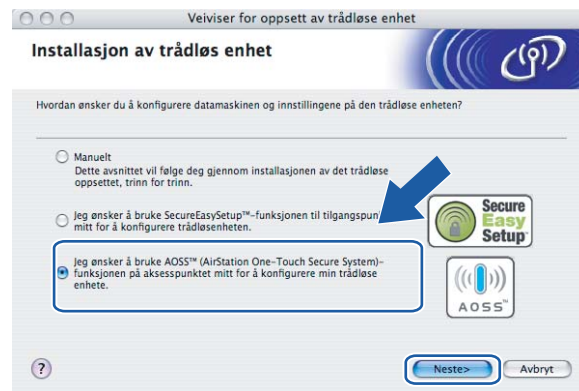 Veiviser for oppsett av trådløse enhet
Installasjon av trådløs enhet
Hvordan ønsker du å konfigurere datamaskinen og innstillingene på den trådløse enheten?
Manuelt
Dette avsnittet vil følge deg gjennom installasjonen av det trådløse
oppsettet, trinn for trinn.
Jeg ønsker å bruke SecureEasySetup™-funksjonen til
mitt for å konfigurere trådløsenheten.
Jeg ønsker å bruke AOSS™ (AirStation One-Touch Secure System)-
funksjonen på aksesspunktet mitt for å konfigurere min trådløse
enhete.
Secure
Easy
Setup
AOSS™
?
Neste>
Avbryt